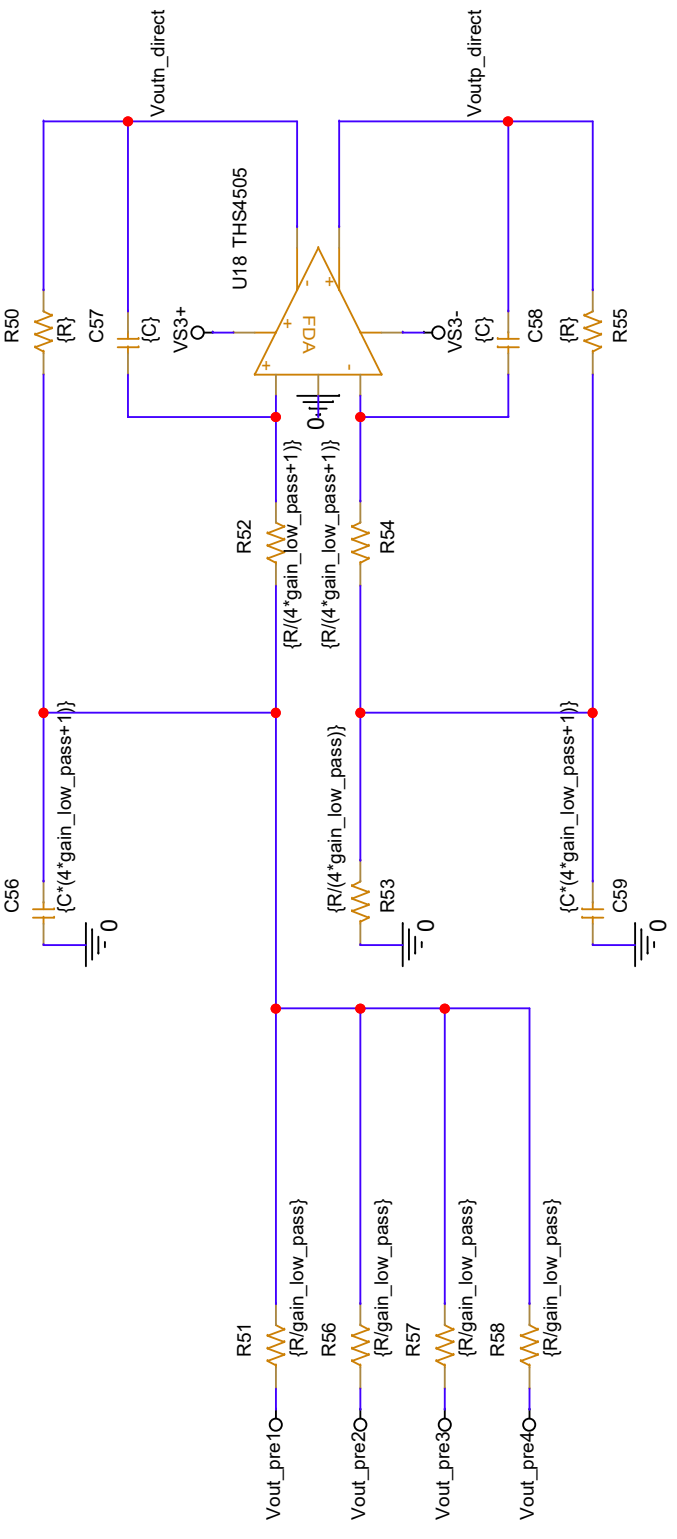 Voutn_direct
Voutp_direct
U18 THS4505
R50
{R}
C57
{C}
VS3+
-
+
+
FDA
+
-
VS3-
{C}
C58
{R}
R55
0
R52
{R/(4*gain_low_pass+1)}
{R/(4*gain_low_pass+1)}
R54
C56
{C*(4*gain_low_pass+1)}
0
{R/(4*gain_low_pass)}
R53
0
{C*(4*gain_low_pass+1)}
C59
0
R51
{R/gain_low_pass}
R56
{R/gain_low_pass}
R57
{R/gain_low_pass}
R58
{R/gain_low_pass}
Vout_pre1
Vout_pre2
Vout_pre3
Vout_pre4